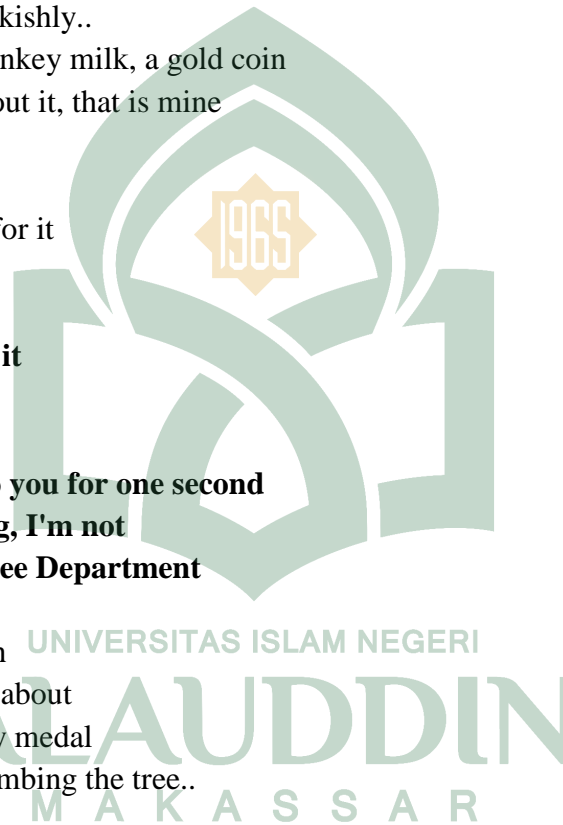 kishly..
nkey milk, a gold coin
out it, that is mine
1965
for it
it
you for one second
g, I'm not
ee Department
UNIVERSITAS ISLAM NEGERI
about
ALAUDDIN
medal
mbing the tree..
MAKASSAR